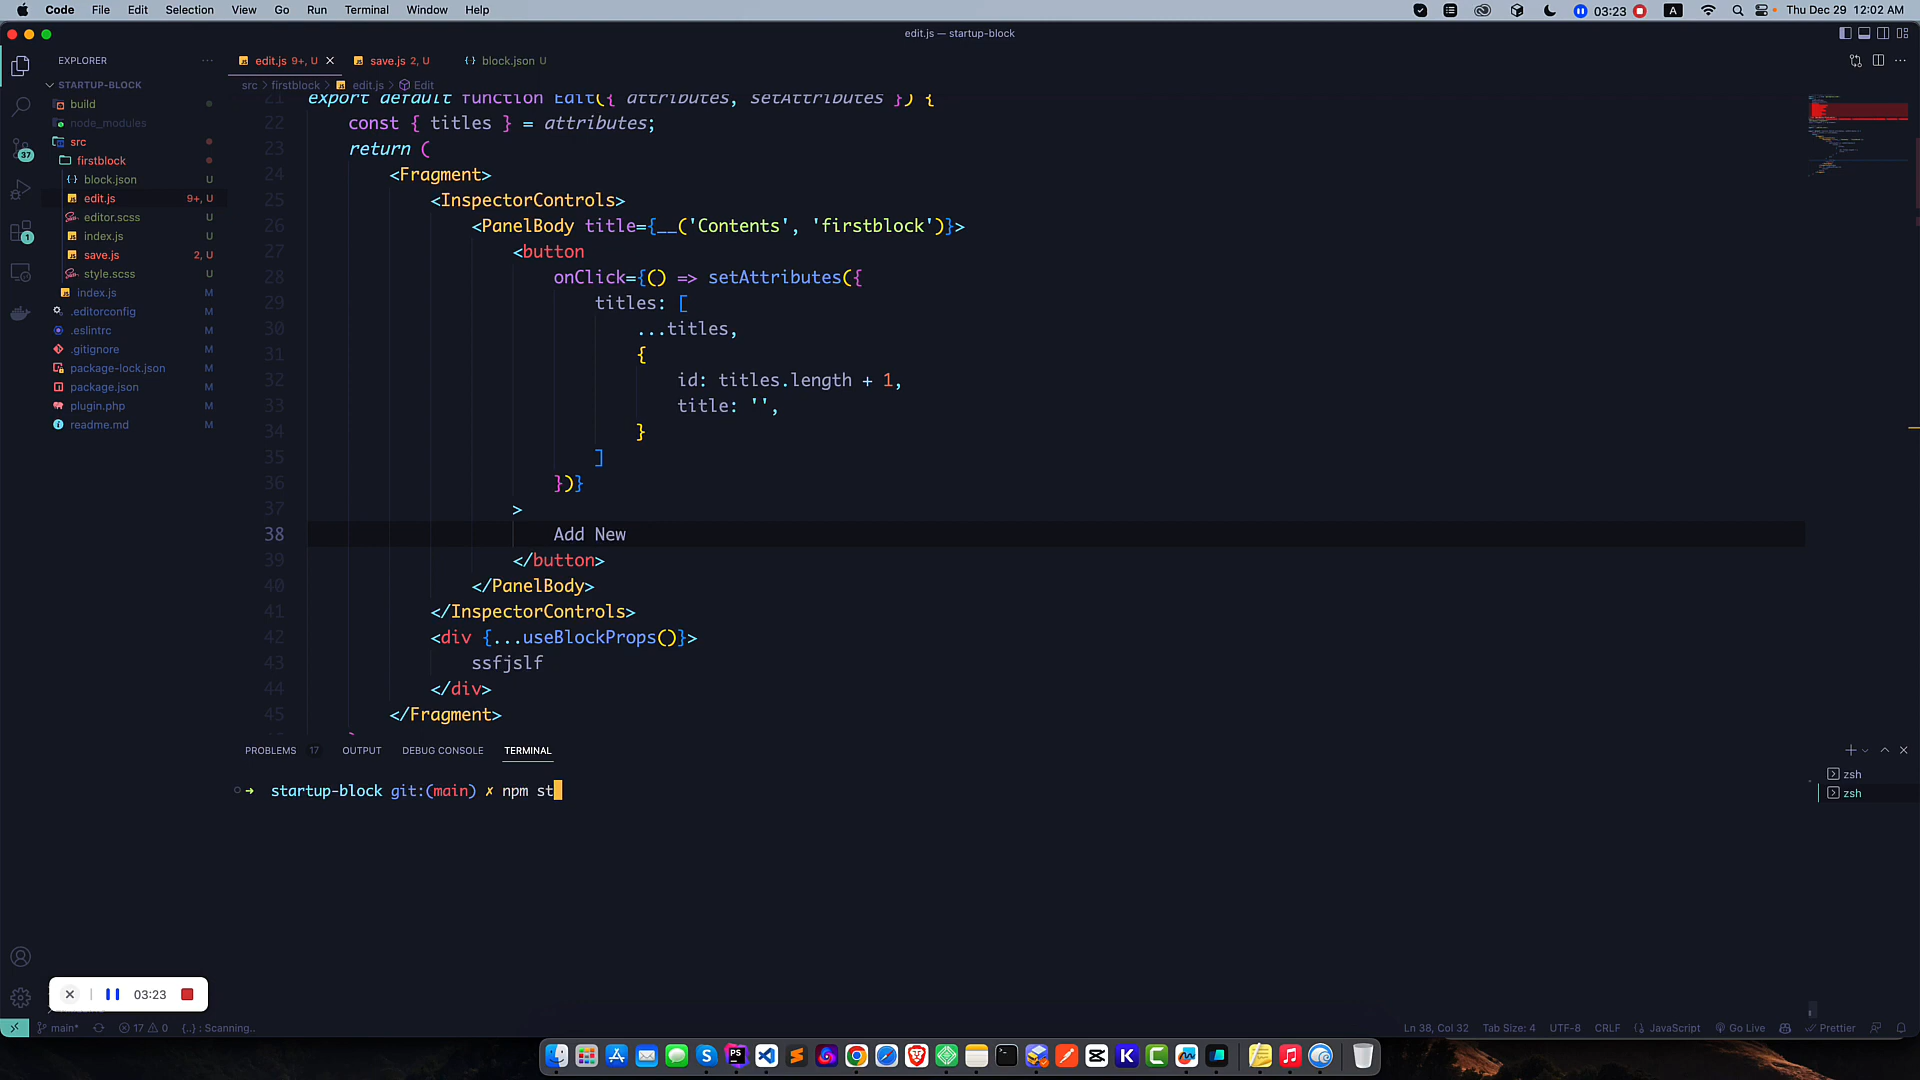 Code File Edit Selection View Go Run Terminal Window Help
03:23 A Thu Dec 29 12:02 AM
edit.js — startup-block
EXPLORER
edit.js 9+, U
save.js 2, U
block.json U
STARTUP-BLOCK
src > firstblock > edit.js > Edit
build
node_modules
src
firstblock
block.json U
edit.js 9+, U
editor.scss U
index.js U
save.js 2, U
style.scss U
index.js M
.editorconfig M
.eslintrc M
.gitignore M
package-lock.json M
package.json M
plugin.php M
readme.md M
37
1
21 export default function Edit({ attributes, setAttributes }) {
22 const { titles } = attributes;
23 return (
24 <Fragment>
25 <InspectorControls>
26 <PanelBody title={__('Contents', 'firstblock')}>
27 <button
28 onClick={() => setAttributes({
29 titles: [
30 ...titles,
31 {
32 id: titles.length + 1,
33 title: '',
34 }
35 ]
36 })}
37 >
38 Add New
39 </button>
40 </PanelBody>
41 </InspectorControls>
42 <div {...useBlockProps()}>
43 ssfjslf
44 </div>
45 </Fragment>
PROBLEMS 17 OUTPUT DEBUG CONSOLE TERMINAL
startup-block git:(main) ✗ npm st
zsh
zsh
03:23
main* 17 0 {..} : Scanning..
Ln 38, Col 32 Tab Size: 4 UTF-8 CRLF JavaScript Go Live Prettier
PS
K
C